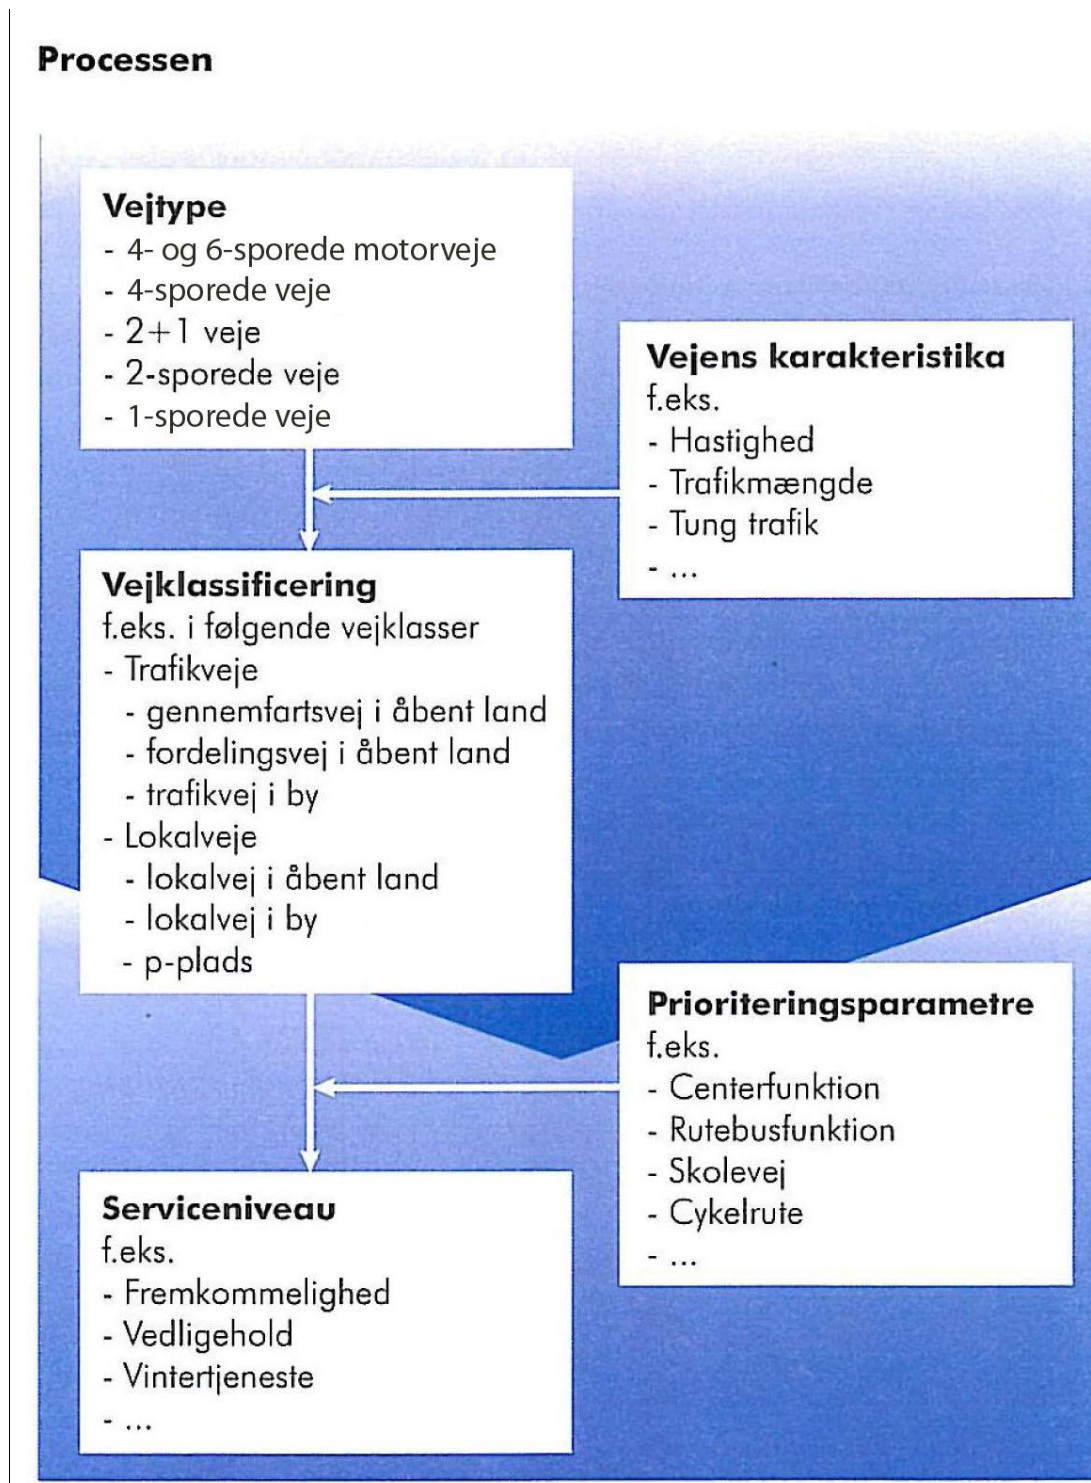 Processen
Vejtype
- 4- og 6-sporede motorveje
- 4-sporede veje
- 2+1 veje
- 2-sporede veje
- 1-sporede veje
Vejens karakteristika
f.eks.
- Hastighed
- Trafikmængde
- Tung trafik
- ...
Vejklassificering
f.eks. i følgende vejklasser
- Trafikveje
- gennemfartsvej i åbent land
- fordelingsvej i åbent land
- trafikvej i by
- Lokalveje
- lokalvej i åbent land
- lokalvej i by
- p-plads
Prioriteringsparametre
f.eks.
- Centerfunktion
- Rutebusfunktion
- Skolevej
- Cykelrute
- ...
Serviceniveau
f.eks.
- Fremkommelighed
- Vedligehold
- Vintertjeneste
- ...